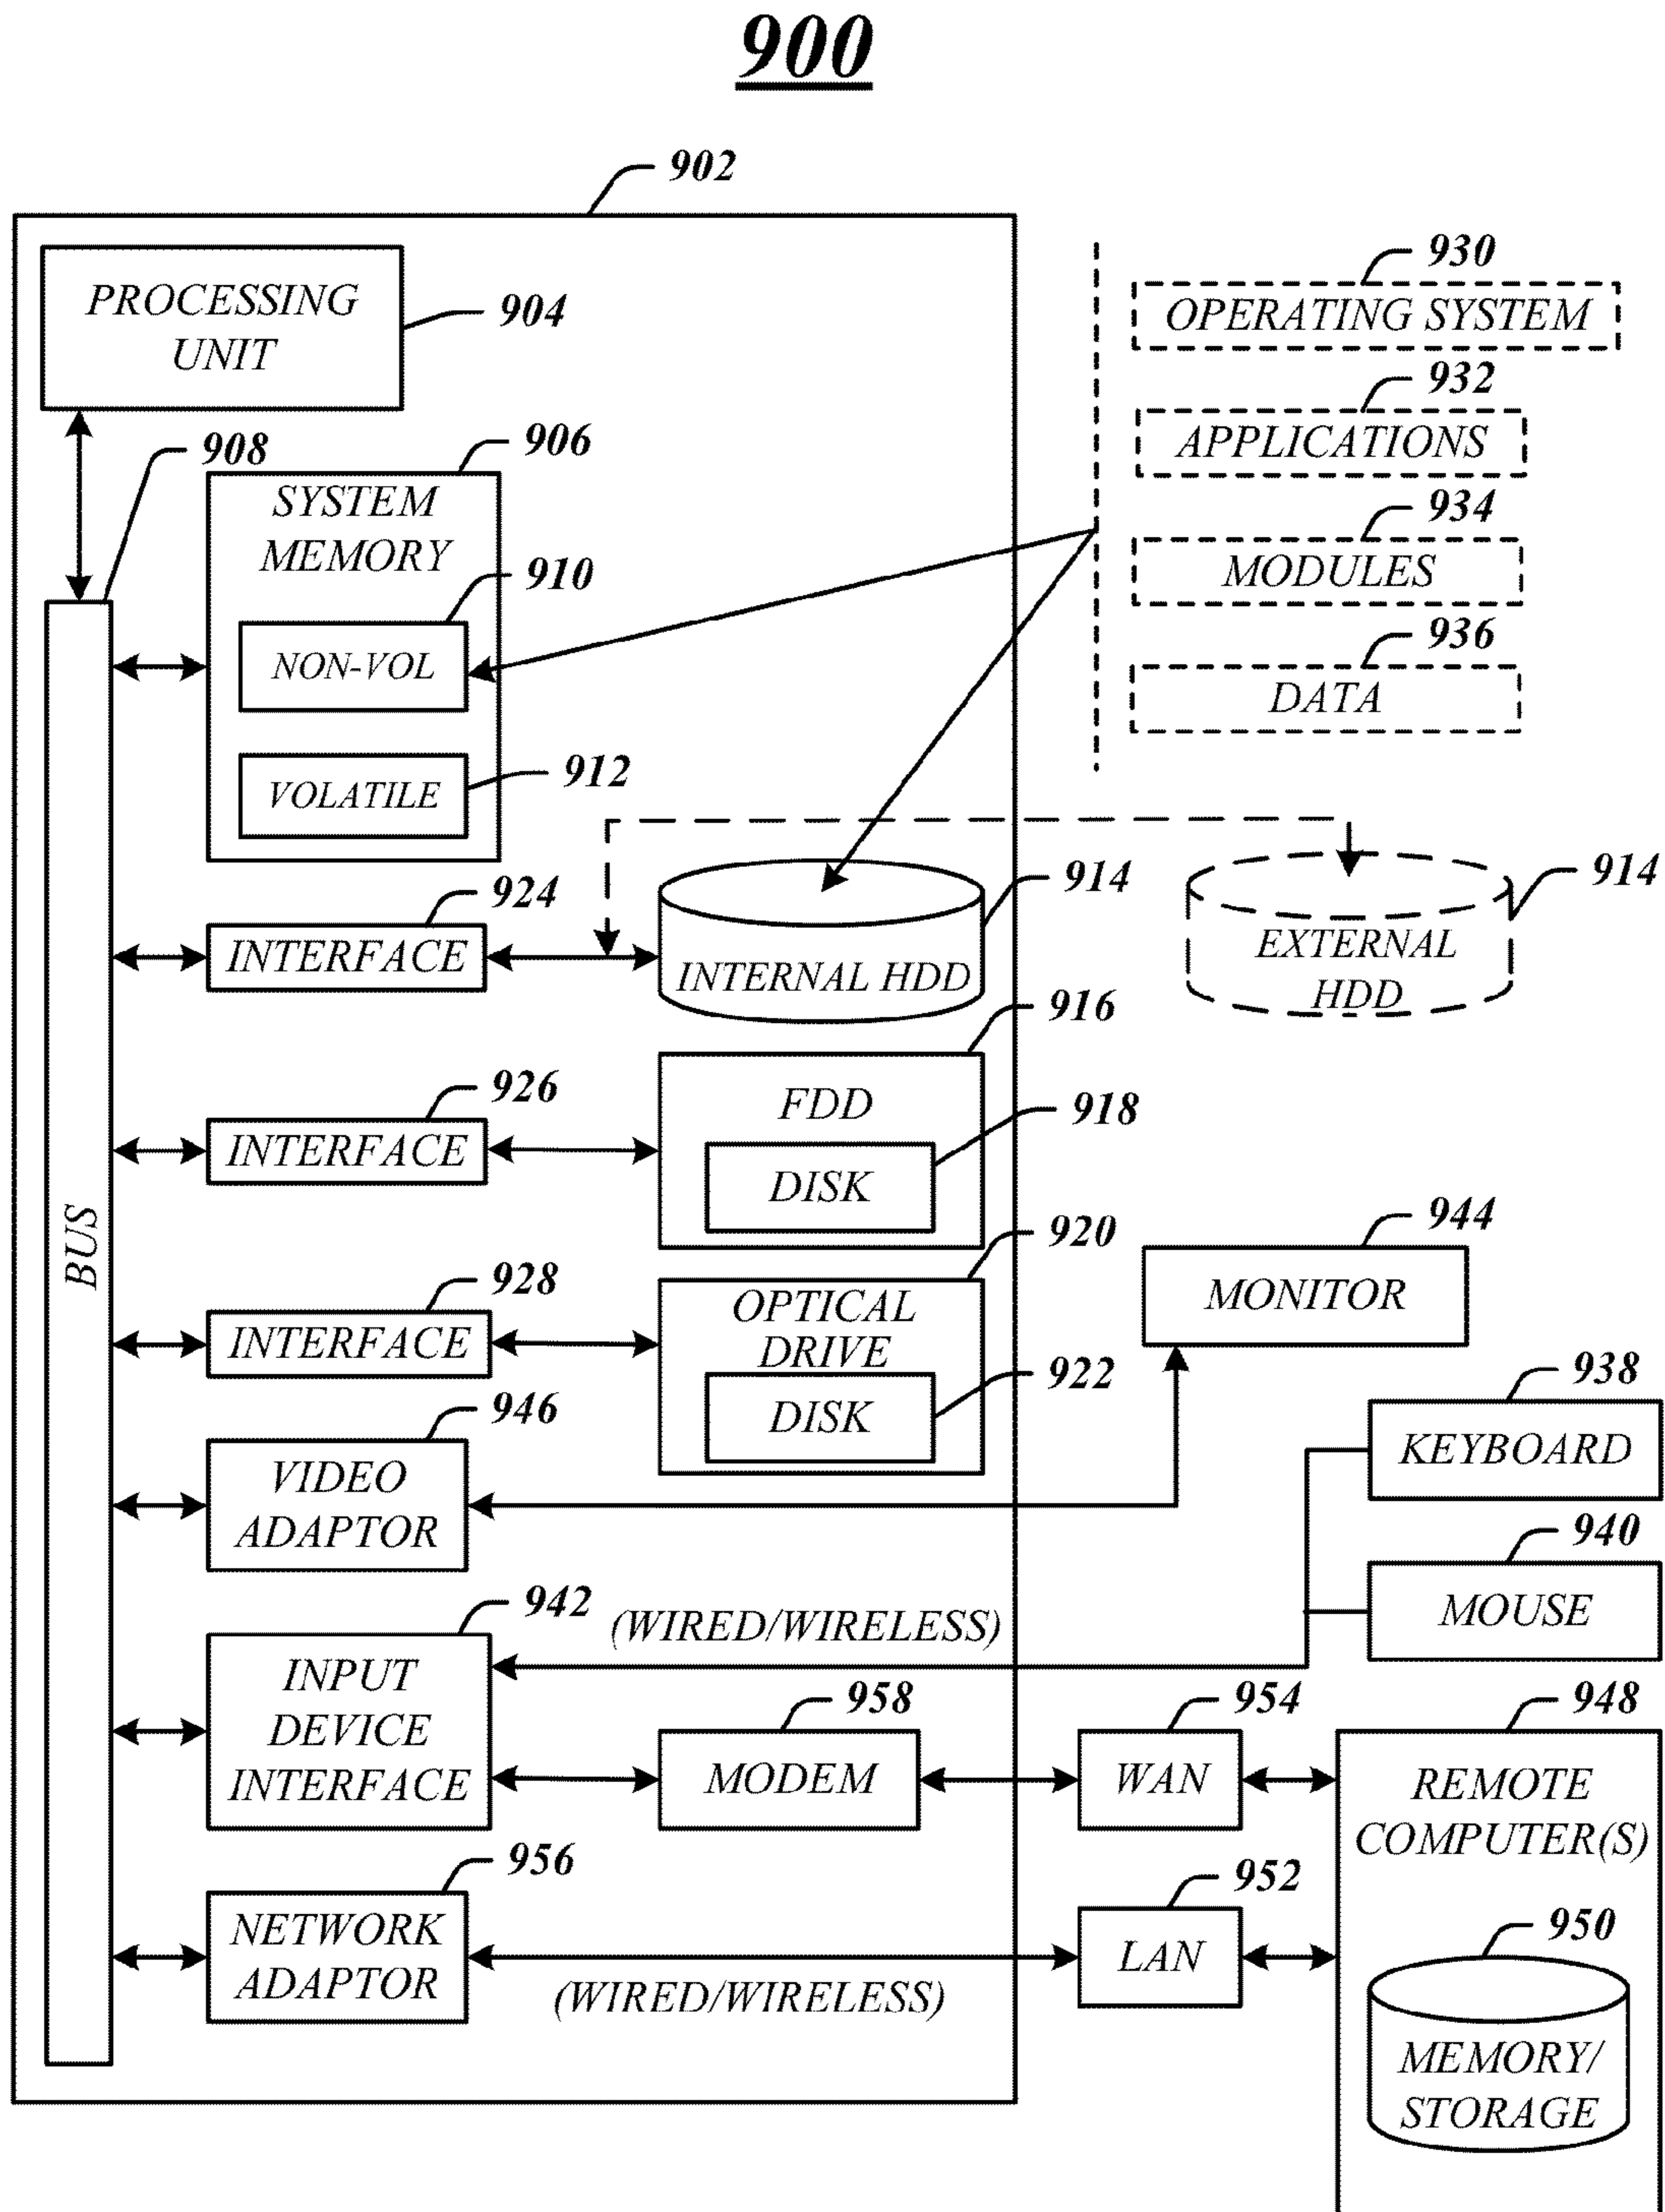 900
902
PROCESSING
UNIT
904
908
906
SYSTEM
MEMORY
910
NON-VOL
VOLATILE
912
930
OPERATING SYSTEM
932
APPLICATIONS
934
MODULES
936
DATA
924
INTERFACE
914
INTERNAL HDD
914
EXTERNAL
HDD
926
INTERFACE
916
FDD
918
DISK
BUS
928
INTERFACE
920
OPTICAL
DRIVE
922
DISK
944
MONITOR
946
VIDEO
ADAPTOR
938
KEYBOARD
940
MOUSE
942
INPUT
DEVICE
INTERFACE
(WIRED/WIRELESS)
958
MODEM
954
WAN
948
REMOTE
COMPUTER(S)
956
NETWORK
ADAPTOR
(WIRED/WIRELESS)
952
LAN
950
MEMORY/
STORAGE